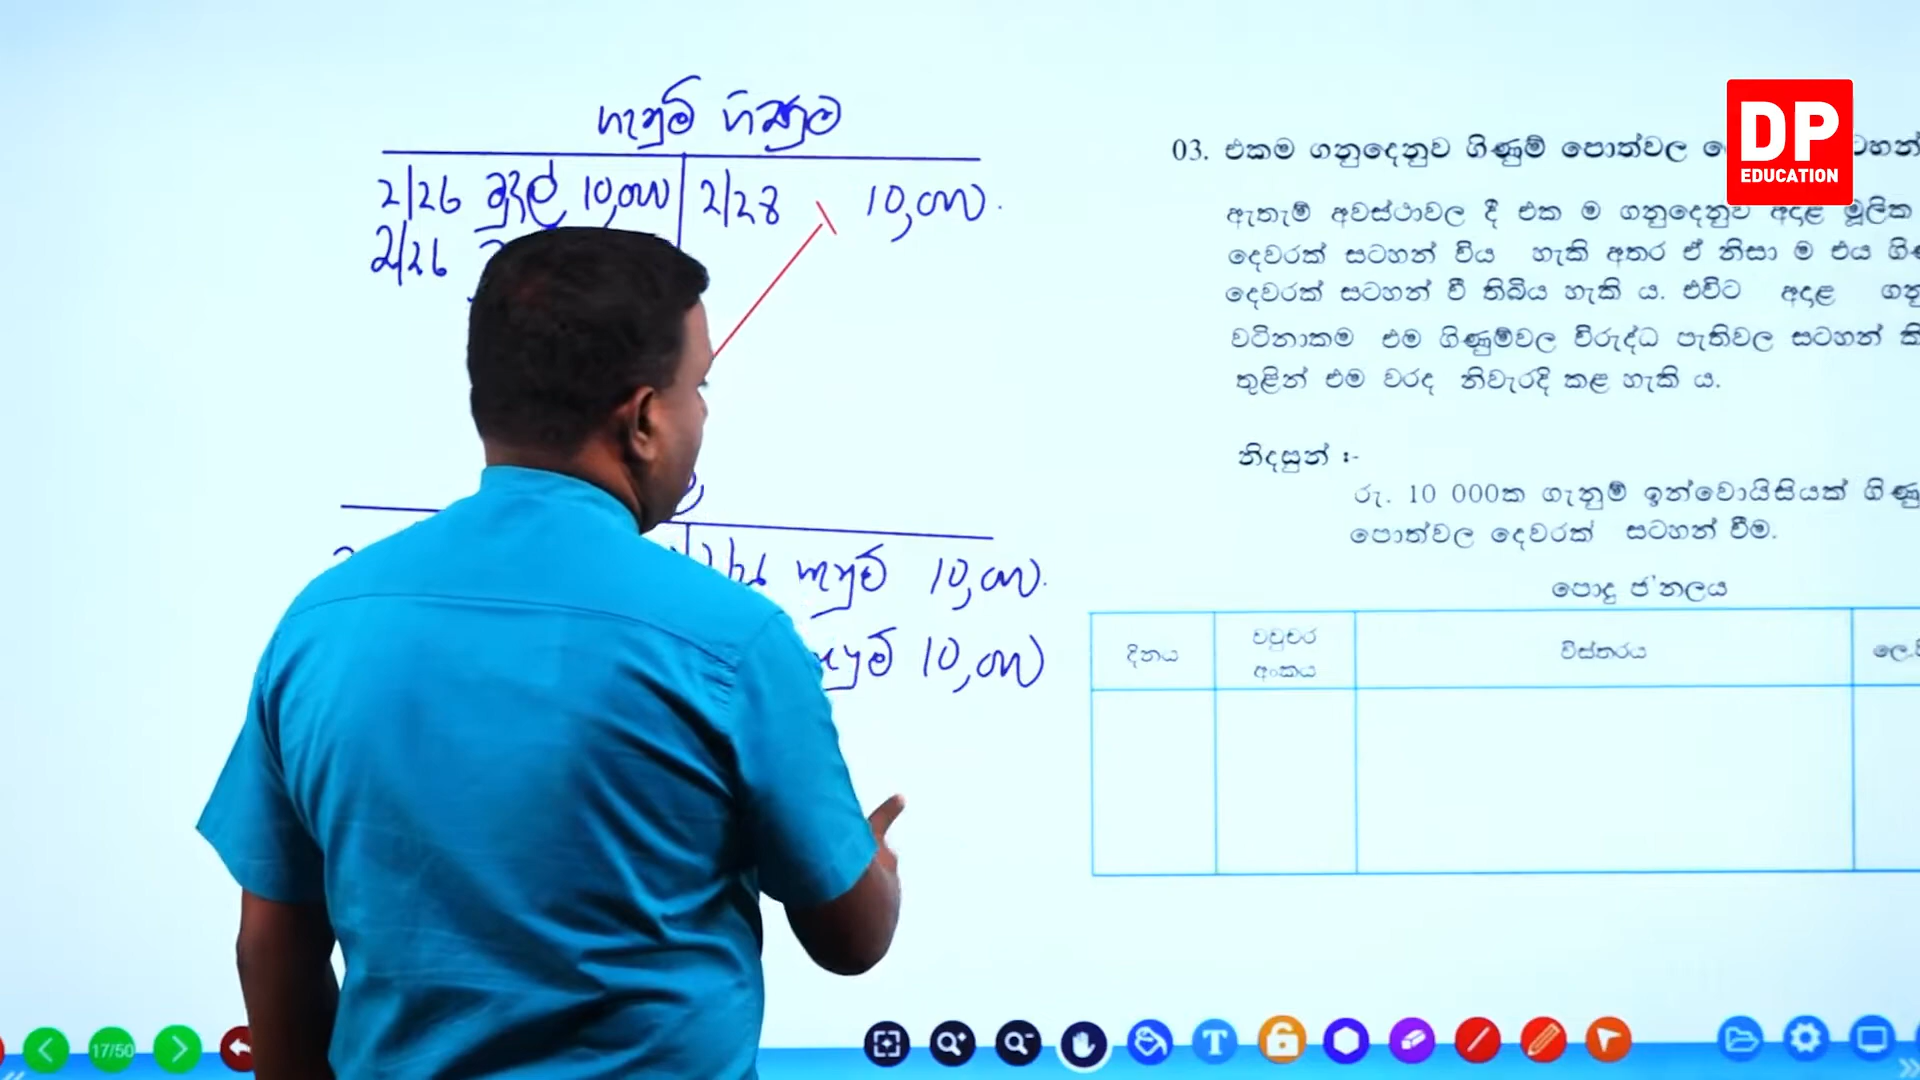 ගැනුම් ගිණුම
2/26 මුදල් 10,000 2/28 10,000.
2/26
2/26 ගැනුම් 10,000.
ගැනුම් 10,000
DP
EDUCATION
03. එකම ගනුදෙනුව ගිණුම් පොත්වල
ඇතැම් අවස්ථාවල දී එක ම ගනුදෙනුව අදාළ මූලික
දෙවරක් සටහන් විය හැකි අතර ඒ නිසා ම එය
දෙවරක් සටහන් වී තිබිය හැකි ය. එවිට අදාළ
වටිනාකම එම ගිණුම්වල විරුද්ධ පැතිවල සටහන්
තුළින් එම වරද නිවැරදි කළ හැකි ය.
නිදසුන් :-
රු. 10 000ක ගැනුම් ඉන්වොයිසියක්
පොත්වල දෙවරක් සටහන් වීම.
පොදු ජ'නලය
දිනය වවුචර අංකය විස්තරය
17/50